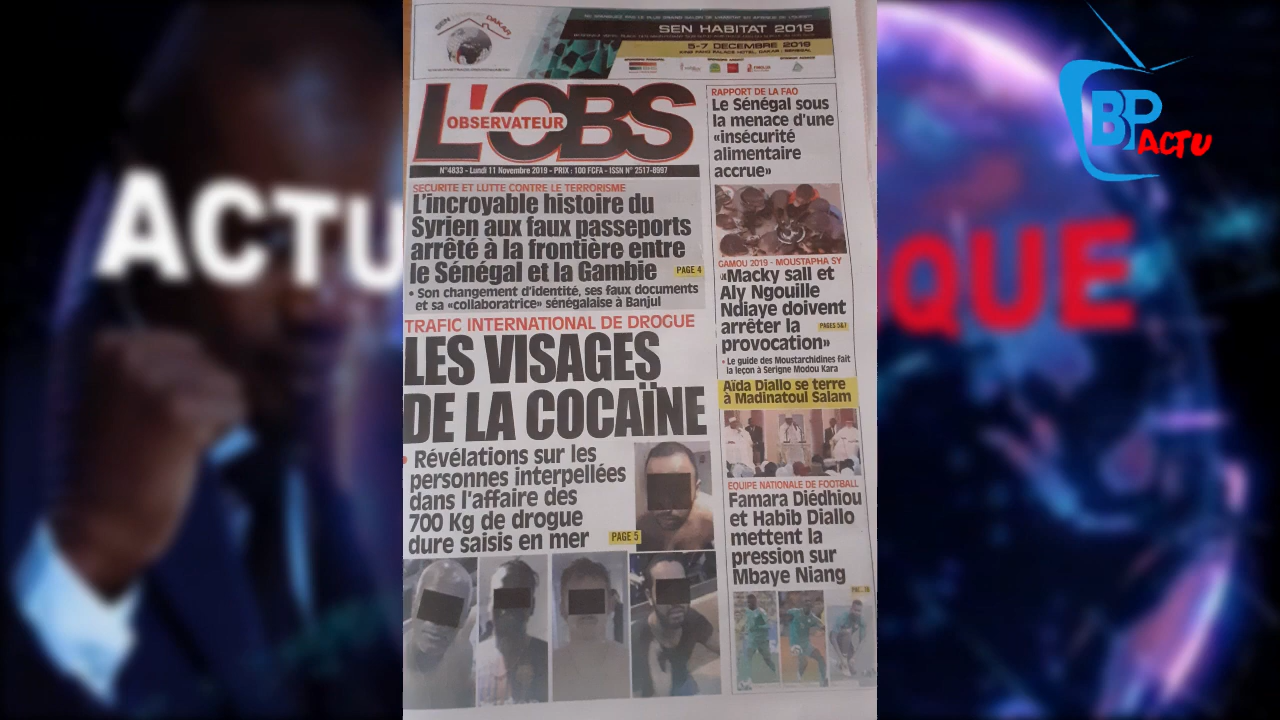 SEN HABITAT 2019
5-7 DECEMBRE 2019
KING FAHD PALACE HOTEL, DAKAR : SENEGAL
L'OBS
OBSERVATEUR
N°4833 - Lundi 11 Novembre 2019 - PRIX : 100 FCFA - ISSN N° 2517-8997
SECURITE ET LUTTE CONTRE LE TERRORISME
L'incroyable histoire du
Syrien aux faux passeports
arrêté à la frontière entre
le Sénégal et la Gambie
PAGE 4
• Son changement d'identité, ses faux documents
et sa «collaboratrice» sénégalaise à Banjul
TRAFIC INTERNATIONAL DE DROGUE
LES VISAGES
DE LA COCAÏNE
• Révélations sur les
personnes interpellées
dans l'affaire des
700 Kg de drogue
dure saisis en mer
PAGE 5
RAPPORT DE LA FAO
Le Sénégal sous
la menace d'une
«insécurité
alimentaire
accrue»
GAMOU 2019 - MOUSTAPHA SY
«Macky sall et
Aly Ngouille
Ndiaye doivent
arrêter la
provocation»
PAGES 5&7
• Le guide des Moustarchidines fait
la leçon à Serigne Modou Kara
Aïda Diallo se terre
à Madinatoul Salam
EQUIPE NATIONALE DE FOOTBALL
Famara Diédhiou
et Habib Diallo
mettent la
pression sur
Mbaye Niang
ACTU
QUE
BP
ACTU